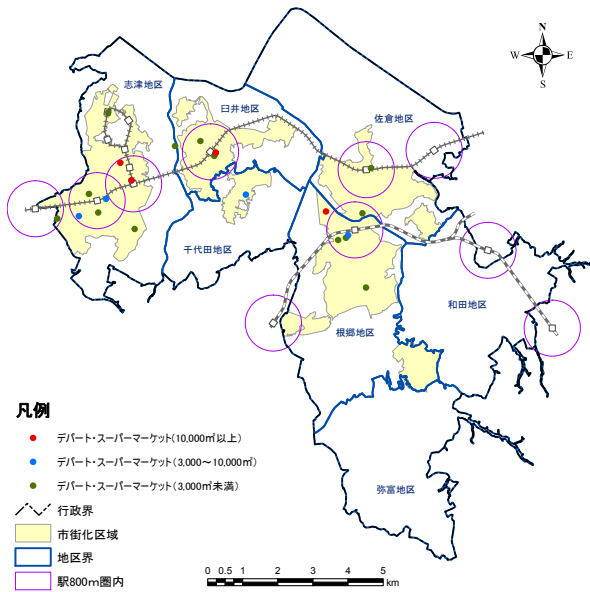 N
W E
S
志津地区
臼井地区
佐倉地区
千代田地区
和田地区
根郷地区
弥富地区
凡例
デパート・スーパーマーケット(10,000㎡以上)
デパート・スーパーマーケット(3,000～10,000㎡)
デパート・スーパーマーケット(3,000㎡未満)
行政界
市街化区域
地区界
駅800m圏内
0 0.5 1 2 3 4 5
km